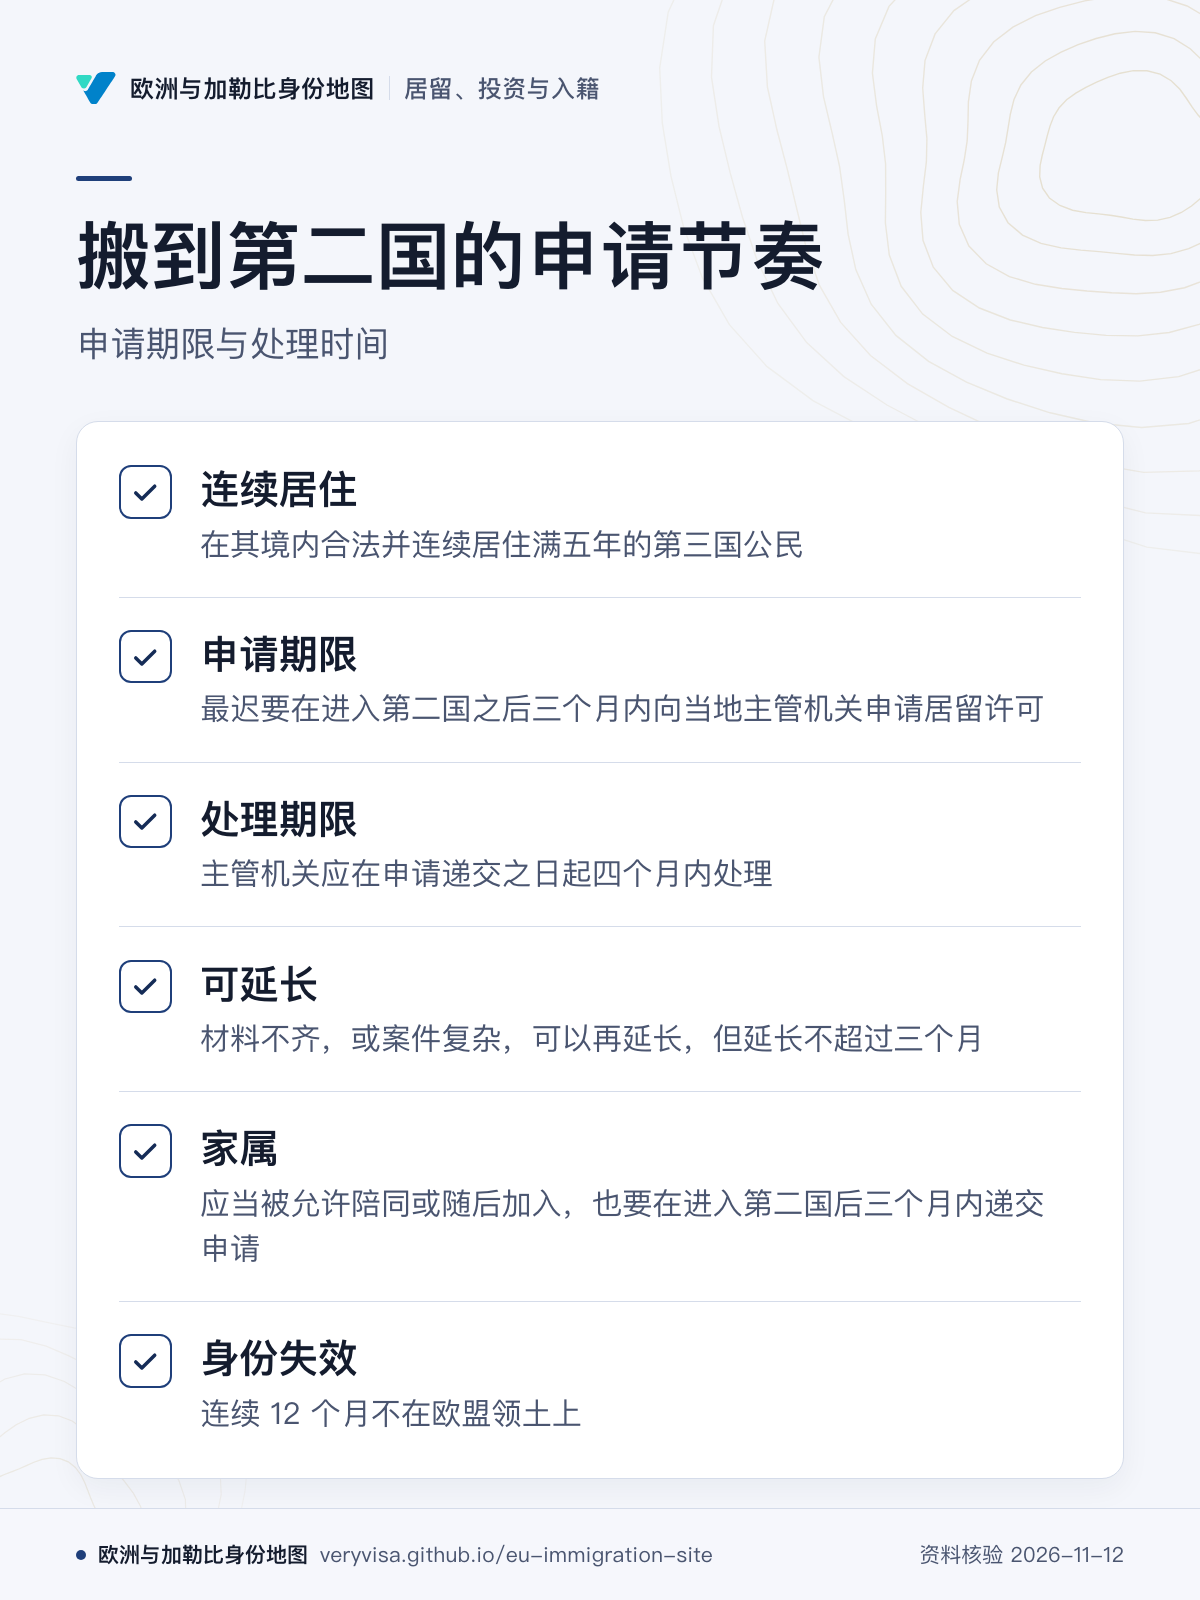 欧洲与加勒比身份地图 居留、投资与入籍
搬到第二国的申请节奏
申请期限与处理时间
连续居住
在其境内合法并连续居住满五年的第三国公民
申请期限
最迟要在进入第二国之后三个月内向当地主管机关申请居留许可
处理期限
主管机关应在申请递交之日起四个月内处理
可延长
材料不齐，或案件复杂，可以再延长，但延长不超过三个月
家属
应当被允许陪同或随后加入，也要在进入第二国后三个月内递交
申请
身份失效
连续 12 个月不在欧盟领土上
欧洲与加勒比身份地图 veryvisa.github.io/eu-immigration-site 资料核验 2026-11-12